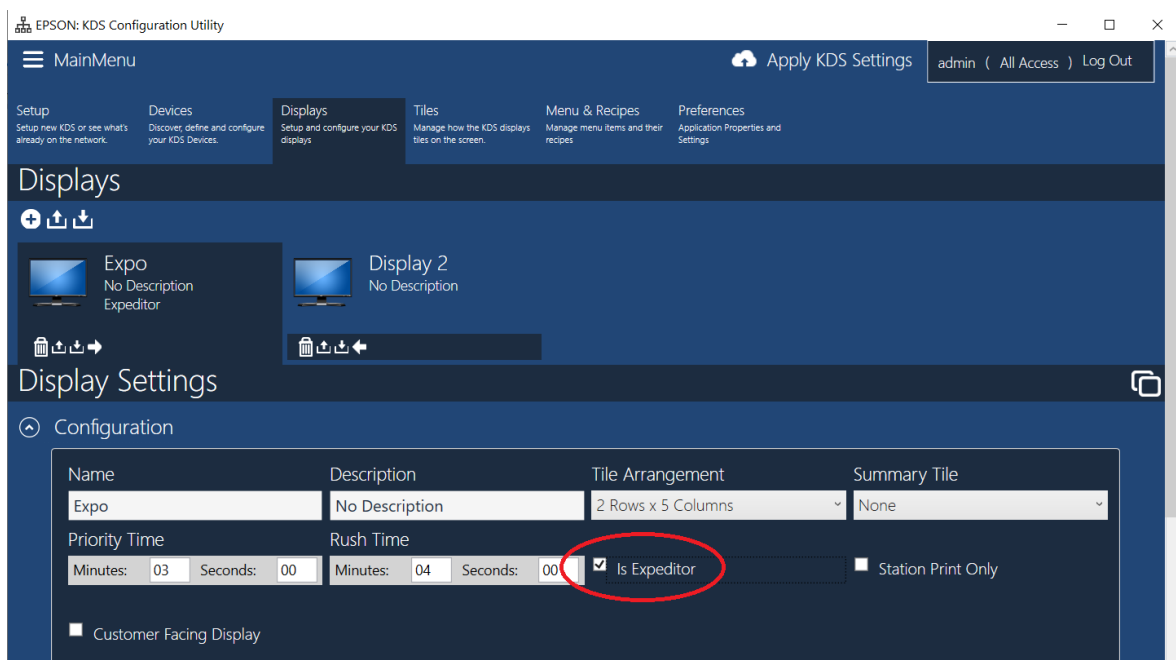 EPSON: KDS Configuration Utility
MainMenu
Apply KDS Settings
admin ( All Access ) Log Out
Setup
Setup new KDS or see what's
already on the network.
Devices
Discover, define and configure
your KDS Devices.
Displays
Setup and configure your KDS
displays
Tiles
Manage how the KDS displays
tiles on the screen.
Menu & Recipes
Manage menu items and their
recipes
Preferences
Application Properties and
Settings
Displays
Expo
No Description
Expeditor
Display 2
No Description
Display Settings
Configuration
Name
Description
Tile Arrangement
Summary Tile
Expo
No Description
2 Rows x 5 Columns
None
Priority Time
Rush Time
Minutes: 03 Seconds: 00
Minutes: 04 Seconds: 00
Is Expeditor
Station Print Only
Customer Facing Display